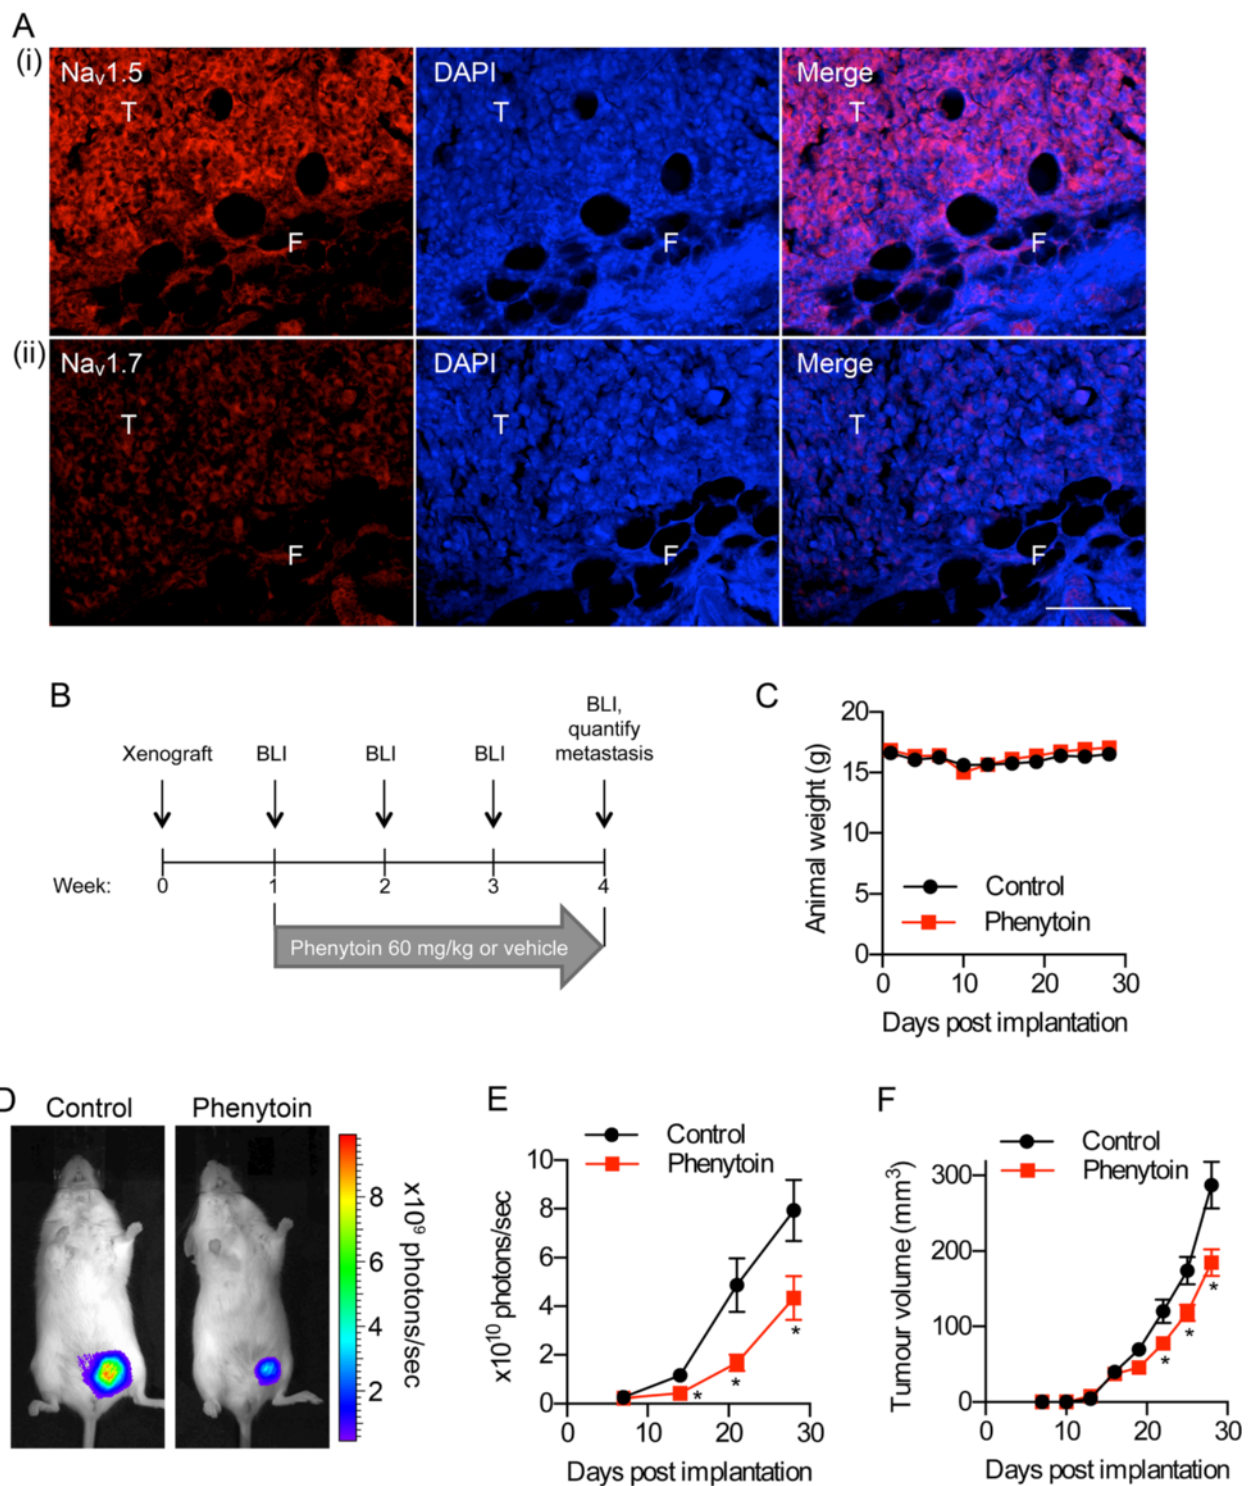 A
(i)
Nav1.5
T
F
DAPI
T
F
Merge
T
F
(ii)
Nav1.7
T
F
DAPI
T
F
Merge
T
F
B
Xenograft
BLI
BLI
BLI
BLI,
quantify
metastasis
Week:
0
1
2
3
4
Phenytoin 60 mg/kg or vehicle
C
Animal weight (g)
20
15
10
5
0
Control
Phenytoin
0
10
20
30
Days post implantation
D
Control
Phenytoin
8
6
4
2
x10⁹ photons/sec
E
Control
Phenytoin
x10¹⁰ photons/sec
10
8
6
4
2
0
*
*
*
0
10
20
30
Days post implantation
F
Control
Phenytoin
Tumour volume (mm³)
300
200
100
0
*
*
*
0
10
20
30
Days post implantation